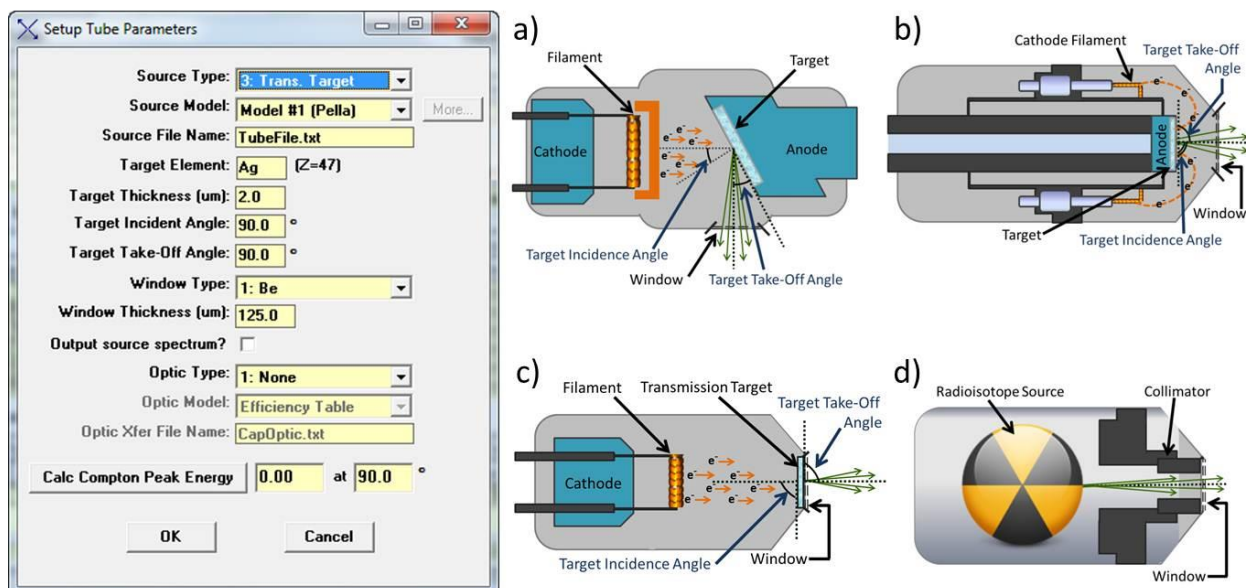 Setup Tube Parameters
Source Type: 3: Trans. Target
Source Model: Model #1 (Pella) More...
Source File Name: TubeFile.txt
Target Element: Ag (Z=47)
Target Thickness (um): 2.0
Target Incident Angle: 90.0 º
Target Take-Off Angle: 90.0 º
Window Type: 1: Be
Window Thickness (um): 125.0
Output source spectrum?
Optic Type: 1: None
Optic Model: Efficiency Table
Optic Xfer File Name: CapOptic.txt
Calc Compton Peak Energy 0.00 at 90.0 º
OK Cancel
a)
Filament
Target
Cathode
e-
e-
e-
e-
e-
e-
e-
Anode
Target Incidence Angle
Window
Target Take-Off Angle
b)
Cathode Filament
Target Take-Off
Angle
e-
e-
Anode
e-
e-
Window
Target
Target Incidence Angle
c)
Filament
Transmission Target
Target Take-Off
Angle
Cathode
e-
e-
e-
e-
e-
e-
e-
Target Incidence Angle
Window
d)
Radioisotope Source
Collimator
Window